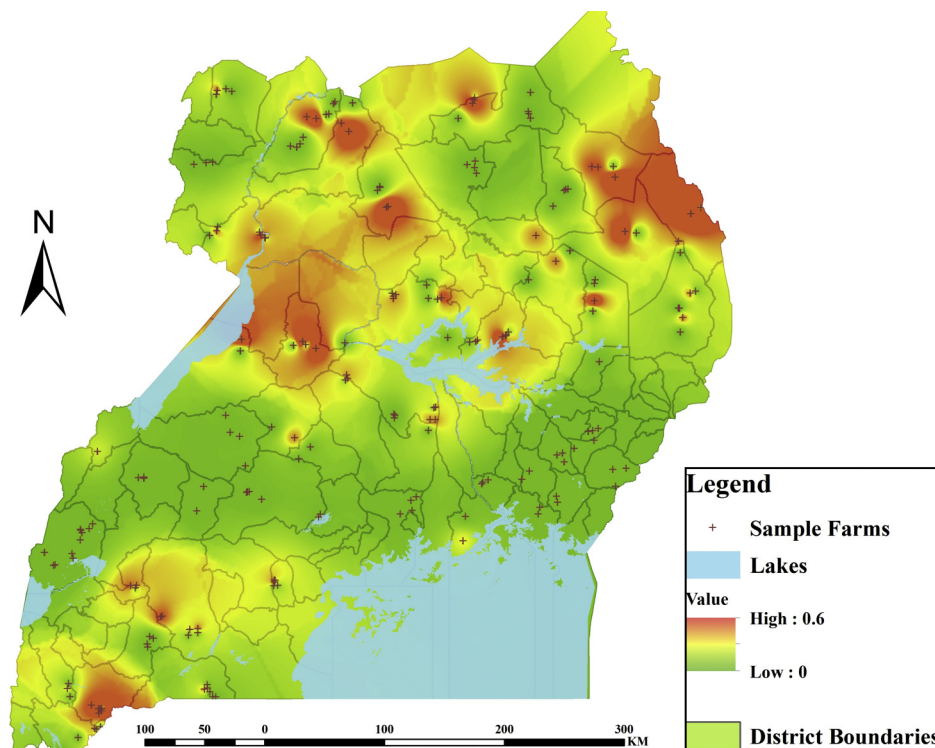 N
Legend
Sample Farms
Lakes
Value
High : 0.6
Low : 0
District Boundaries
100 50 0 100 200 300
KM